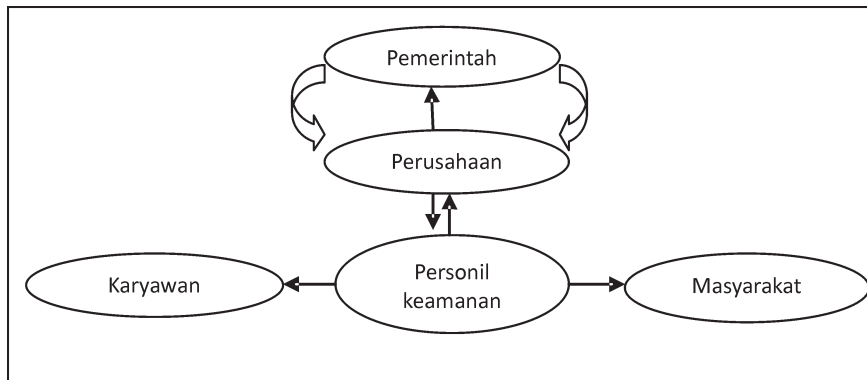 Pemerintah
Perusahaan
Karyawan
Personil
keamanan
Masyarakat